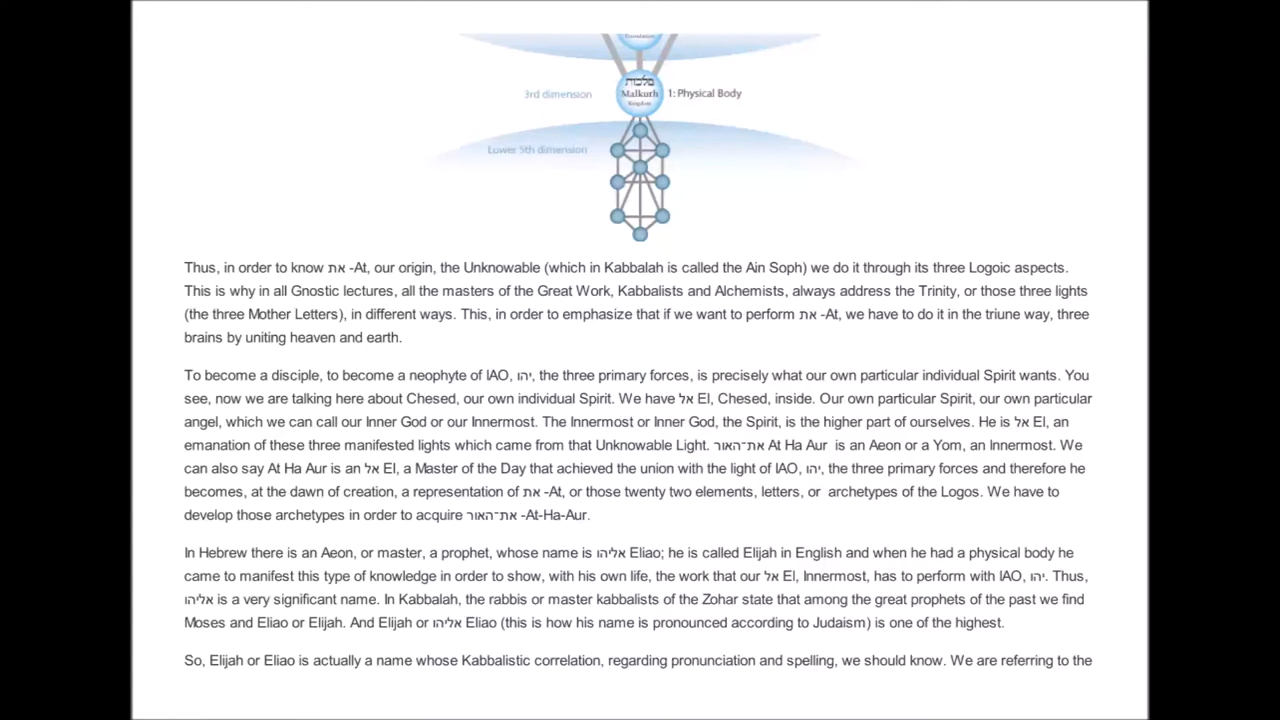 Foundation
3rd dimension
מלכות
Malkuth
Kingdom
1: Physical Body
Lower 5th dimension
Thus, in order to know את -At, our origin, the Unknowable (which in Kabbalah is called the Ain Soph) we do it through its three Logoic aspects.
This is why in all Gnostic lectures, all the masters of the Great Work, Kabbalists and Alchemists, always address the Trinity, or those three lights
(the three Mother Letters), in different ways. This, in order to emphasize that if we want to perform את -At, we have to do it in the triune way, three
brains by uniting heaven and earth.
To become a disciple, to become a neophyte of IAO, יהו, the three primary forces, is precisely what our own particular individual Spirit wants. You
see, now we are talking here about Chesed, our own individual Spirit. We have אל El, Chesed, inside. Our own particular Spirit, our own particular
angel, which we can call our Inner God or our Innermost. The Innermost or Inner God, the Spirit, is the higher part of ourselves. He is אל El, an
emanation of these three manifested lights which came from that Unknowable Light. את־האור At Ha Aur is an Aeon or a Yom, an Innermost. We
can also say At Ha Aur is an אל El, a Master of the Day that achieved the union with the light of IAO, יהו, the three primary forces and therefore he
becomes, at the dawn of creation, a representation of את -At, or those twenty two elements, letters, or archetypes of the Logos. We have to
develop those archetypes in order to acquire את־האור -At-Ha-Aur.
In Hebrew there is an Aeon, or master, a prophet, whose name is אליהו Eliao; he is called Elijah in English and when he had a physical body he
came to manifest this type of knowledge in order to show, with his own life, the work that our אל El, Innermost, has to perform with IAO, יהו. Thus,
אליהו is a very significant name. In Kabbalah, the rabbis or master kabbalists of the Zohar state that among the great prophets of the past we find
Moses and Eliao or Elijah. And Elijah or אליהו Eliao (this is how his name is pronounced according to Judaism) is one of the highest.
So, Elijah or Eliao is actually a name whose Kabbalistic correlation, regarding pronunciation and spelling, we should know. We are referring to the